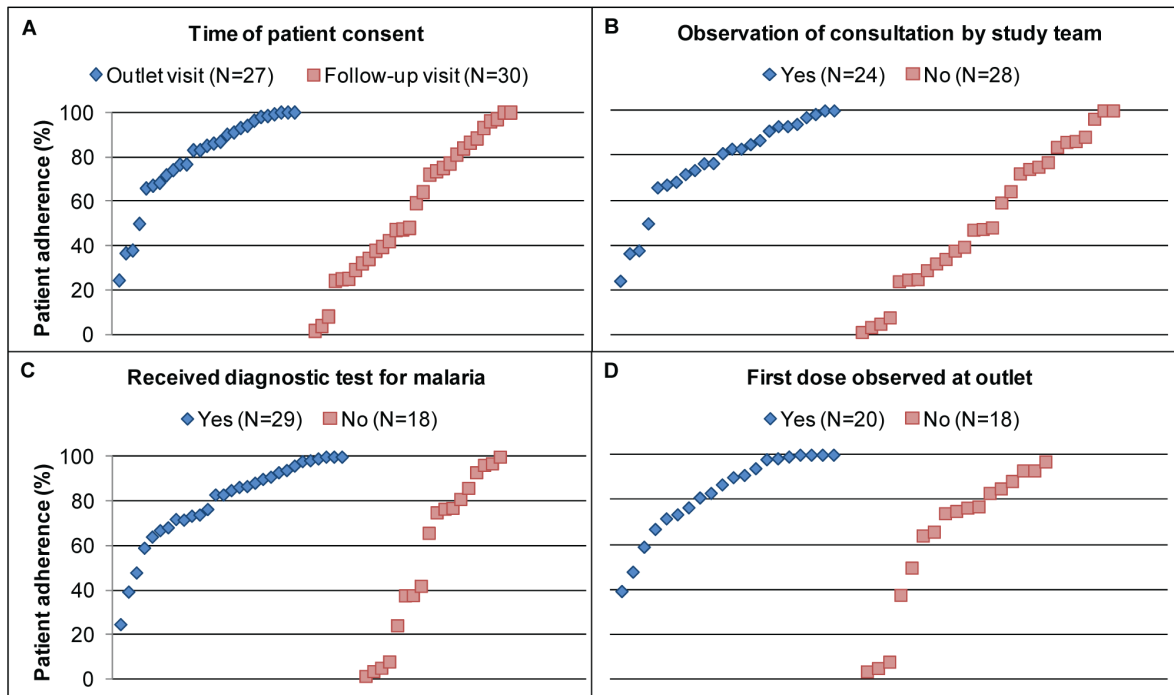 A
Time of patient consent
Outlet visit (N=27) Follow-up visit (N=30)
Patient adherence (%)
100
80
60
40
20
0
B
Observation of consultation by study team
Yes (N=24) No (N=28)
C
Received diagnostic test for malaria
Yes (N=29) No (N=18)
Patient adherence (%)
100
80
60
40
20
0
D
First dose observed at outlet
Yes (N=20) No (N=18)